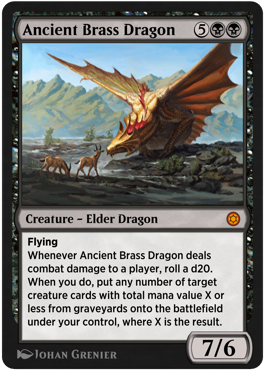 Ancient Brass Dragon 5
Creature – Elder Dragon
Flying
Whenever Ancient Brass Dragon deals
combat damage to a player, roll a d20.
When you do, put any number of target
creature cards with total mana value X or
less from graveyards onto the battlefield
under your control, where X is the result.
Johan Grenier
7/6